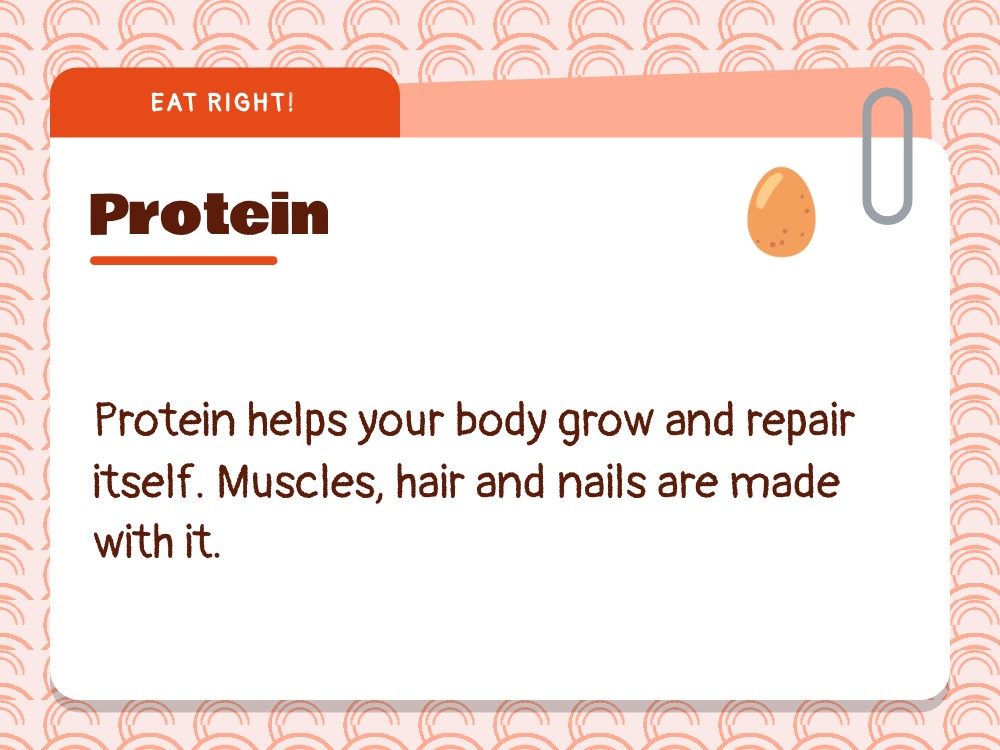 EAT RIGHT!
Protein
Protein helps your body grow and repair
itself. Muscles, hair and nails are made
with it.